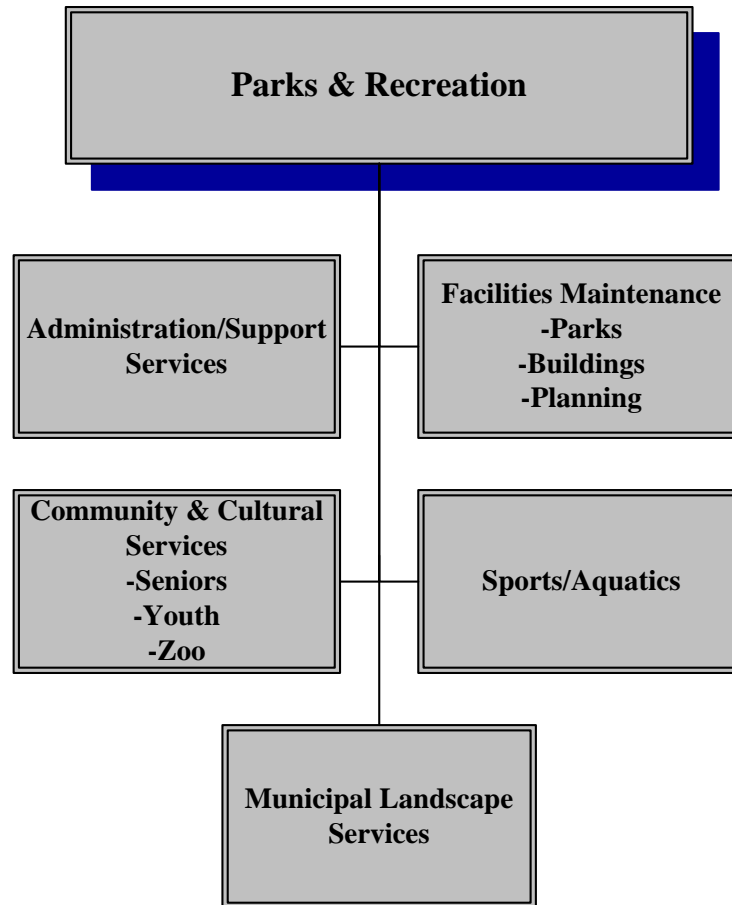 Parks & Recreation
Administration/Support
Services
Facilities Maintenance
-Parks
-Buildings
-Planning
Community & Cultural
Services
-Seniors
-Youth
-Zoo
Sports/Aquatics
Municipal Landscape
Services